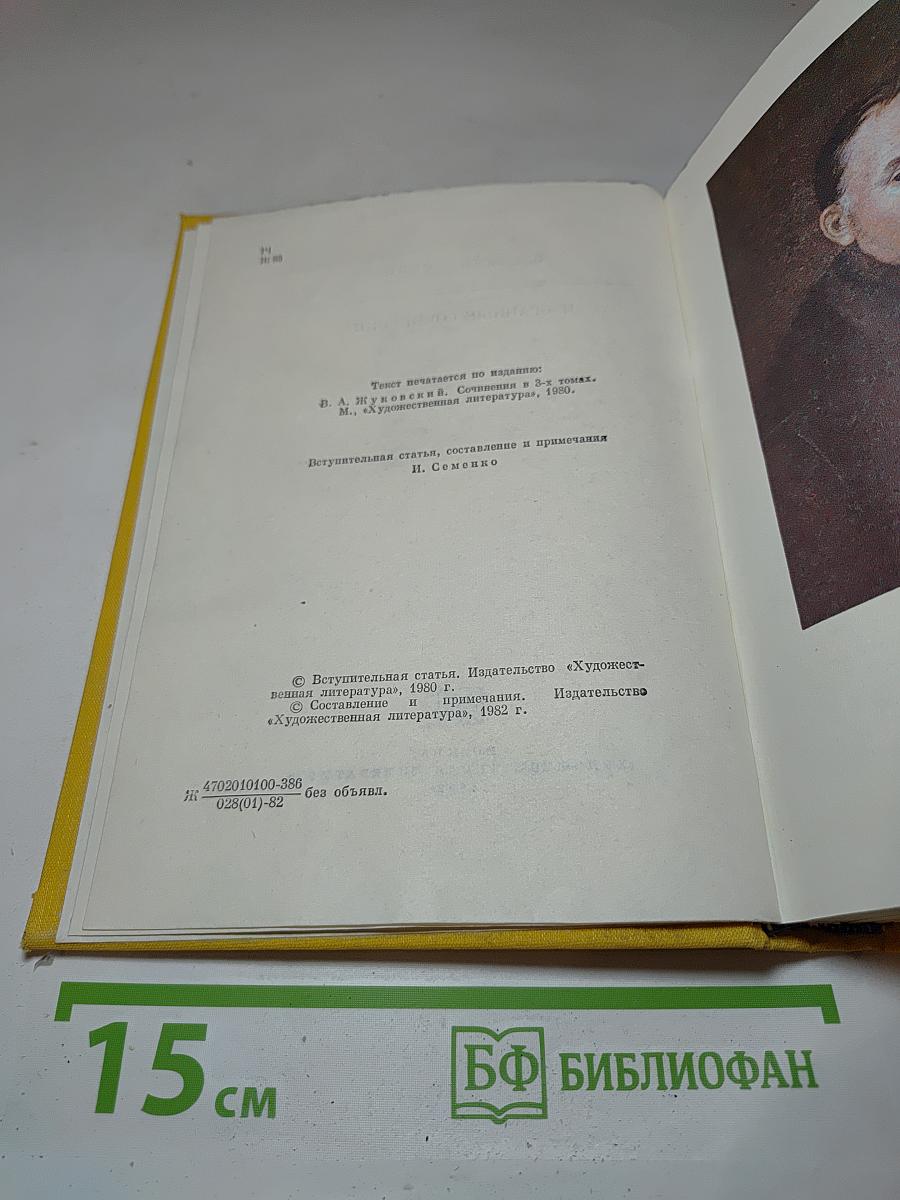 Текст печатается по изданию:
В. А. Жуковский. Сочинения в 3-х томах.
М., «Художественная литература», 1980.
Вступительная статья, составление и примечания
И. Семенко
© Вступительная статья. Издательство «Художест-
венная литература», 1980 г.
© Составление и примечания. Издательство
«Художественная литература», 1982 г.
Ж 4702010100-386 без объявл.
028(01)-82
15 см
БФ БИБЛИОФАН